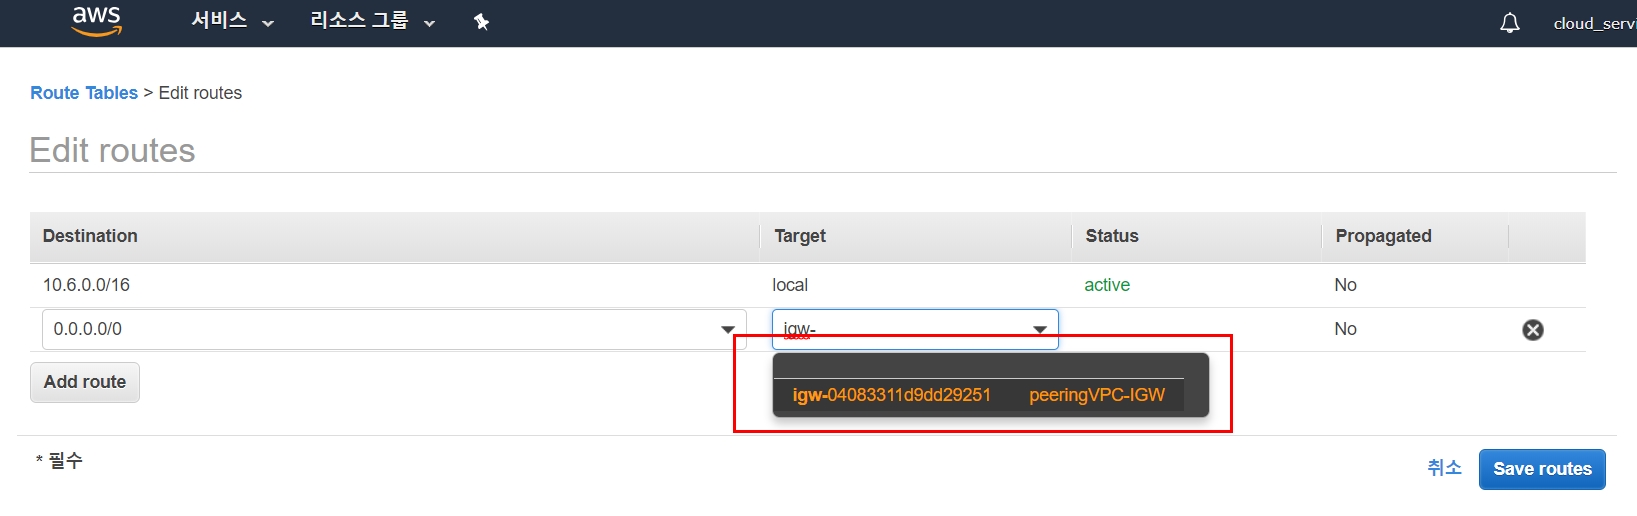 aws 서비스 리소스 그룹 cloud_servi
Route Tables > Edit routes
Edit routes
Destination Target Status Propagated
10.6.0.0/16 local active No
0.0.0.0/0 igw- No
Add route
igw-04083311d9dd29251 peeringVPC-IGW
* 필수
취소 Save routes